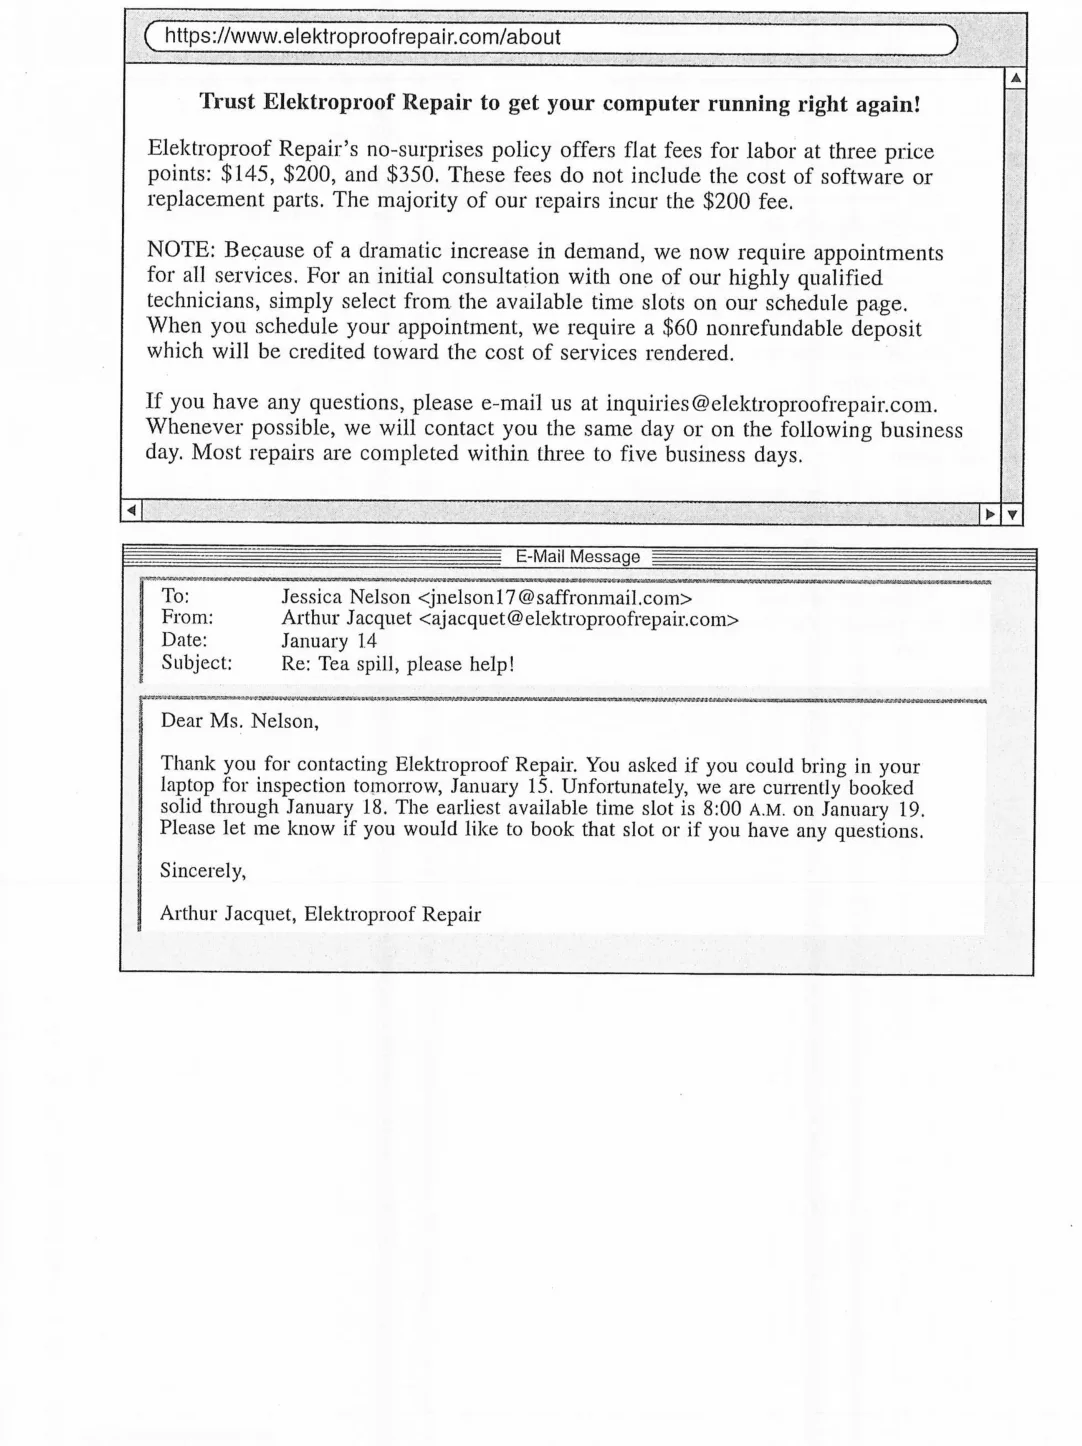 https://www.elektroproofrepair.com/about
Trust Elektroproof Repair to get your computer running right again!
Elektroproof Repair's no-surprises policy offers flat fees for labor at three price
points: $145, $200, and $350. These fees do not include the cost of software or
replacement parts. The majority of our repairs incur the $200 fee.
NOTE: Because of a dramatic increase in demand, we now require appointments
for all services. For an initial consultation with one of our highly qualified
technicians, simply select from the available time slots on our schedule page.
When you schedule your appointment, we require a $60 nonrefundable deposit
which will be credited toward the cost of services rendered.
If you have any questions, please e-mail us at inquiries@elektroproofrepair.com.
Whenever possible, we will contact you the same day or on the following business
day. Most repairs are completed within three to five business days.
E-Mail Message
To: Jessica Nelson <jnelson17@saffronmail.com>
From: Arthur Jacquet <ajacquet@elektroproofrepair.com>
Date: January 14
Subject: Re: Tea spill, please help!
Dear Ms. Nelson,
Thank you for contacting Elektroproof Repair. You asked if you could bring in your
laptop for inspection tomorrow, January 15. Unfortunately, we are currently booked
solid through January 18. The earliest available time slot is 8:00 A.M. on January 19.
Please let me know if you would like to book that slot or if you have any questions.
Sincerely,
Arthur Jacquet, Elektroproof Repair